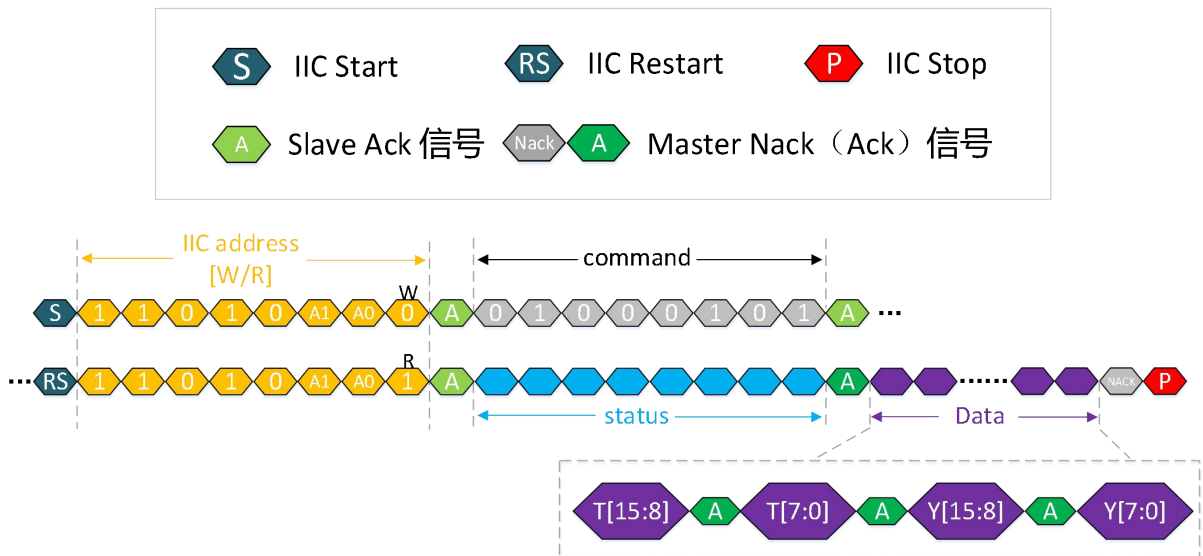 S IIC Start RS IIC Restart P IIC Stop
A Slave Ack 信号 Nack A Master Nack（Ack）信号
IIC address
[W/R]
command
W
S 1 1 0 1 0 A1 A0 0 A 0 1 0 0 0 1 0 1 A ...
R
... RS 1 1 0 1 0 A1 A0 1 A A ...... NACK P
status
Data
T[15:8] A T[7:0] A Y[15:8] A Y[7:0]